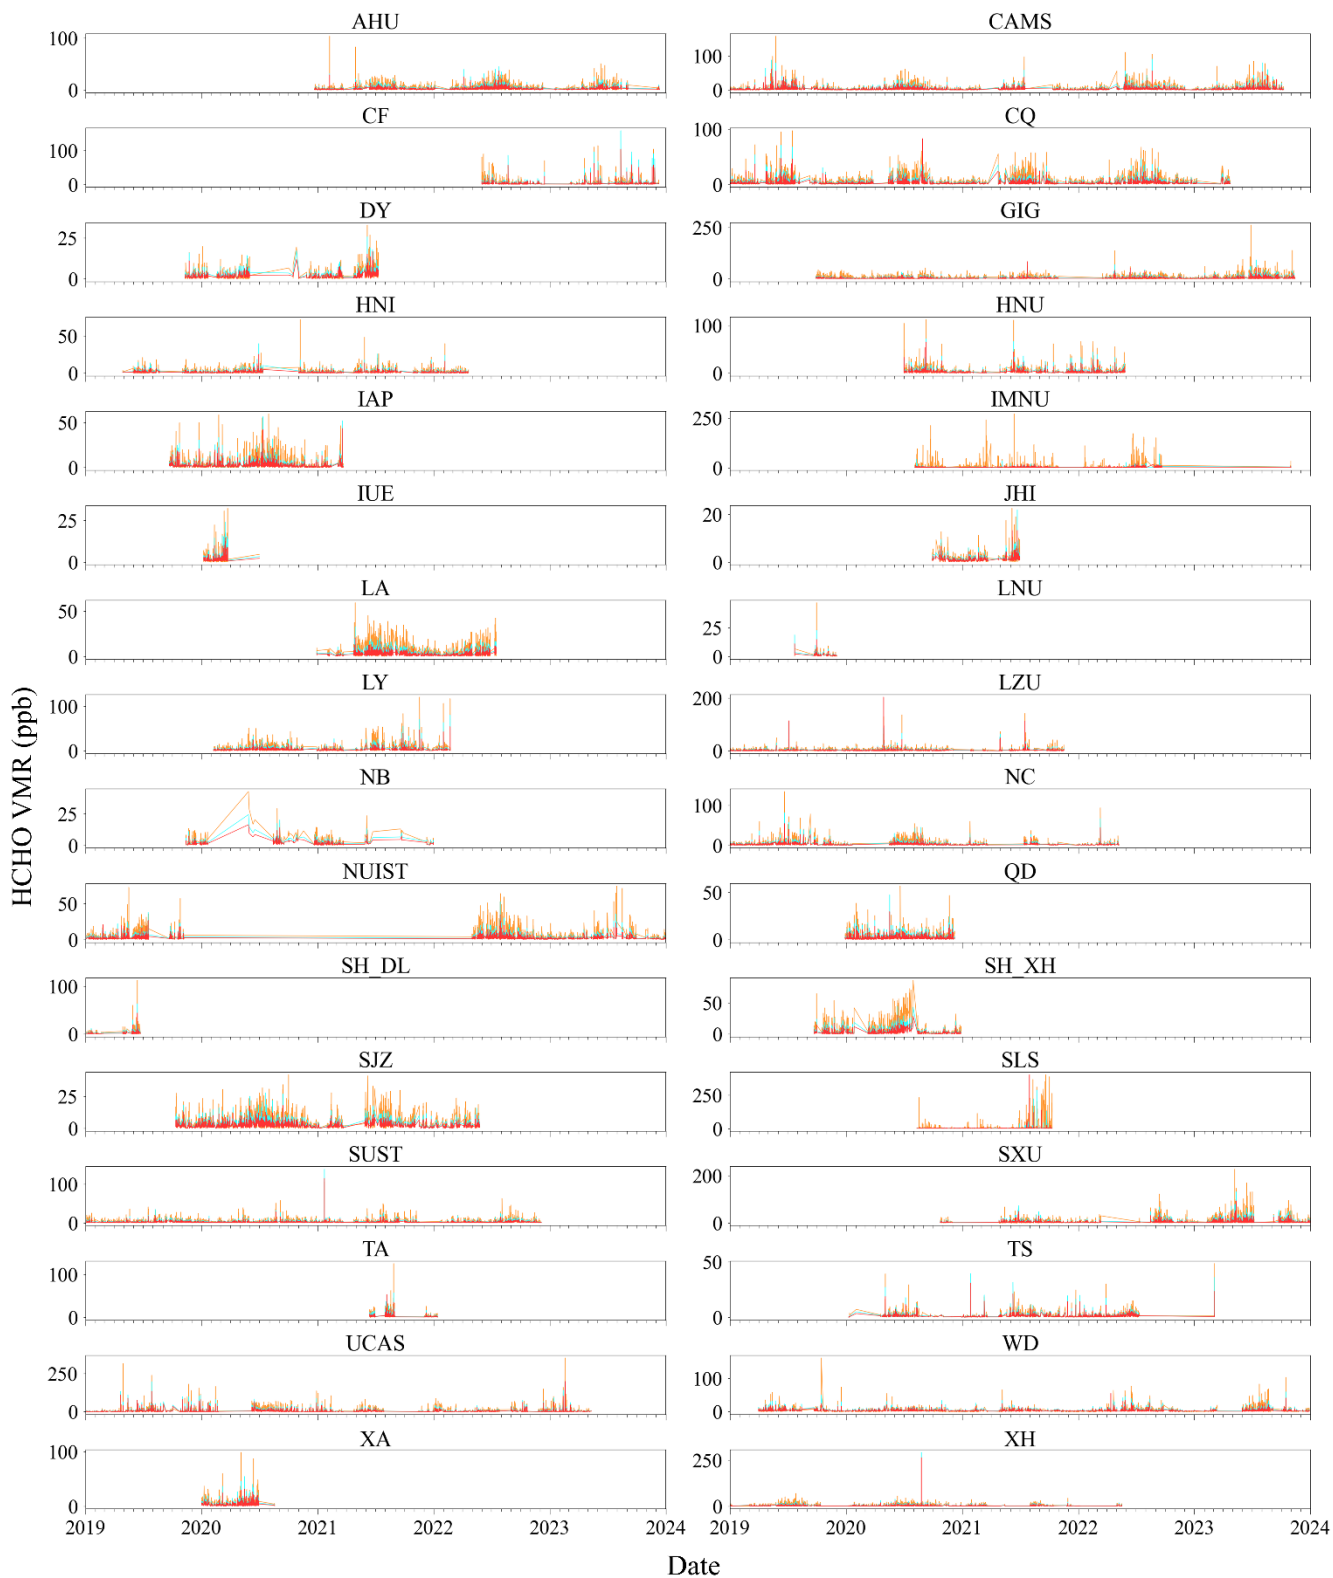 AHU CAMS
100 100
0 0
CF CQ
100 100
50
0 0
DY GIG
25 250
0 0
HNI HNU
50 100
0 0
IAP IMNU
50 250
0 0
IUE JHI
25 20
0 0
LA LNU
50 25
0 0
LY LZU
100 200
0 0
HCHO VMR (ppb)
NB NC
25 100
0 0
NUIST QD
50 50
0 0
SH_DL SH_XH
100 50
0 0
SJZ SLS
25 250
0 0
SUST SXU
100 200
0 0
TA TS
100 50
0 0
UCAS WD
250 100
0 0
XA XH
100 250
50
0 0
2019 2020 2021 2022 2023 2024 2019 2020 2021 2022 2023 2024
Date